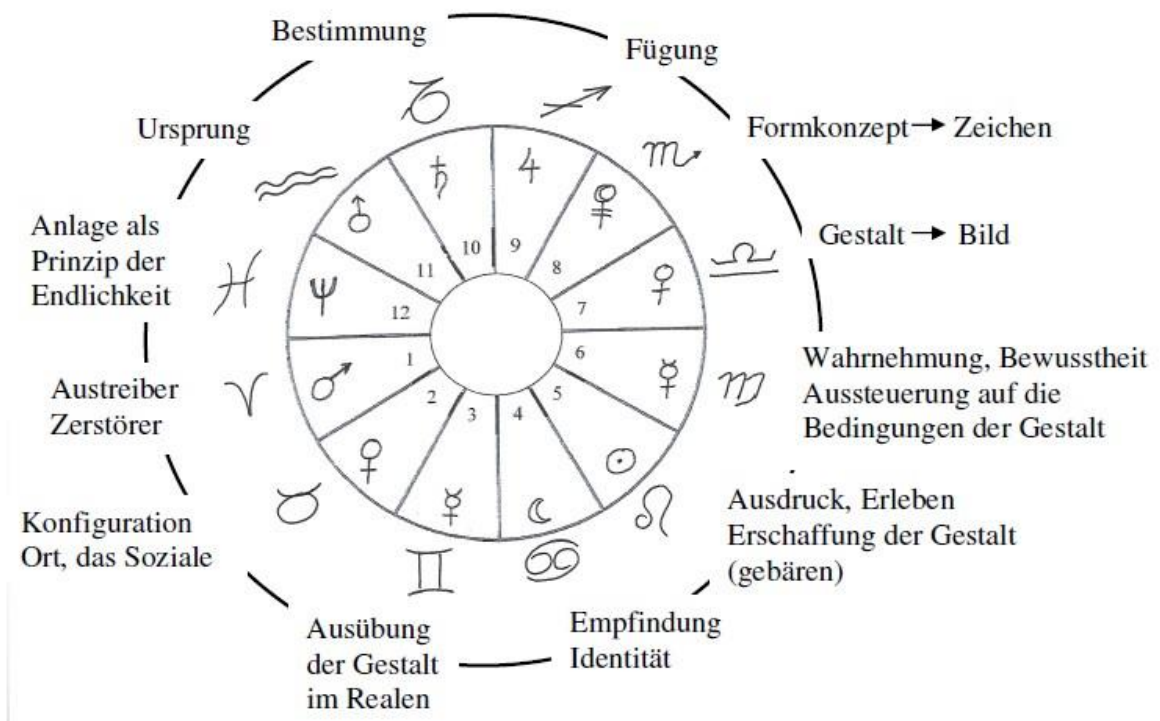 Bestimmung
Fügung
Ursprung
Formkonzept → Zeichen
Anlage als
Prinzip der
Endlichkeit
Gestalt → Bild
10
9
11
8
12
7
1
6
2
3
4
5
Austreiber
Zerstörer
Wahrnehmung, Bewusstheit
Aussteuerung auf die
Bedingungen der Gestalt
Konfiguration
Ort, das Soziale
Ausdruck, Erleben
Erschaffung der Gestalt
(gebären)
Ausübung
der Gestalt
im Realen
Empfindung
Identität